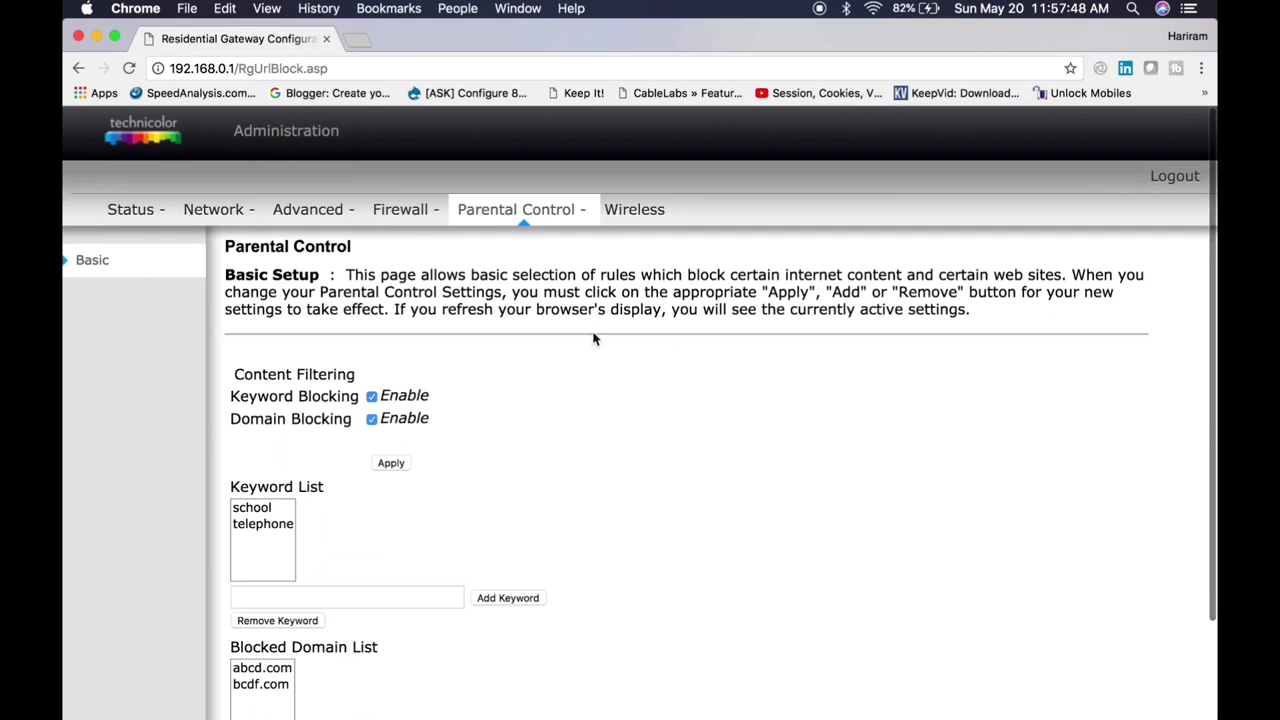 Chrome File Edit View History Bookmarks People Window Help 82% Sun May 20 11:57:48 AM
Residential Gateway Configura × Hariram
192.168.0.1/RgUrlBlock.asp
Apps SpeedAnalysis.com... Blogger: Create yo... [ASK] Configure 8... Keep It! CableLabs » Featur... Session, Cookies, V... KeepVid: Download... Unlock Mobiles »
technicolor Administration
Logout
Status - Network - Advanced - Firewall - Parental Control - Wireless
Basic
Parental Control
Basic Setup : This page allows basic selection of rules which block certain internet content and certain web sites. When you
change your Parental Control Settings, you must click on the appropriate "Apply", "Add" or "Remove" button for your new
settings to take effect. If you refresh your browser's display, you will see the currently active settings.
Content Filtering
Keyword Blocking Enable
Domain Blocking Enable
Apply
Keyword List
school
telephone
Add Keyword
Remove Keyword
Blocked Domain List
abcd.com
bcdf.com